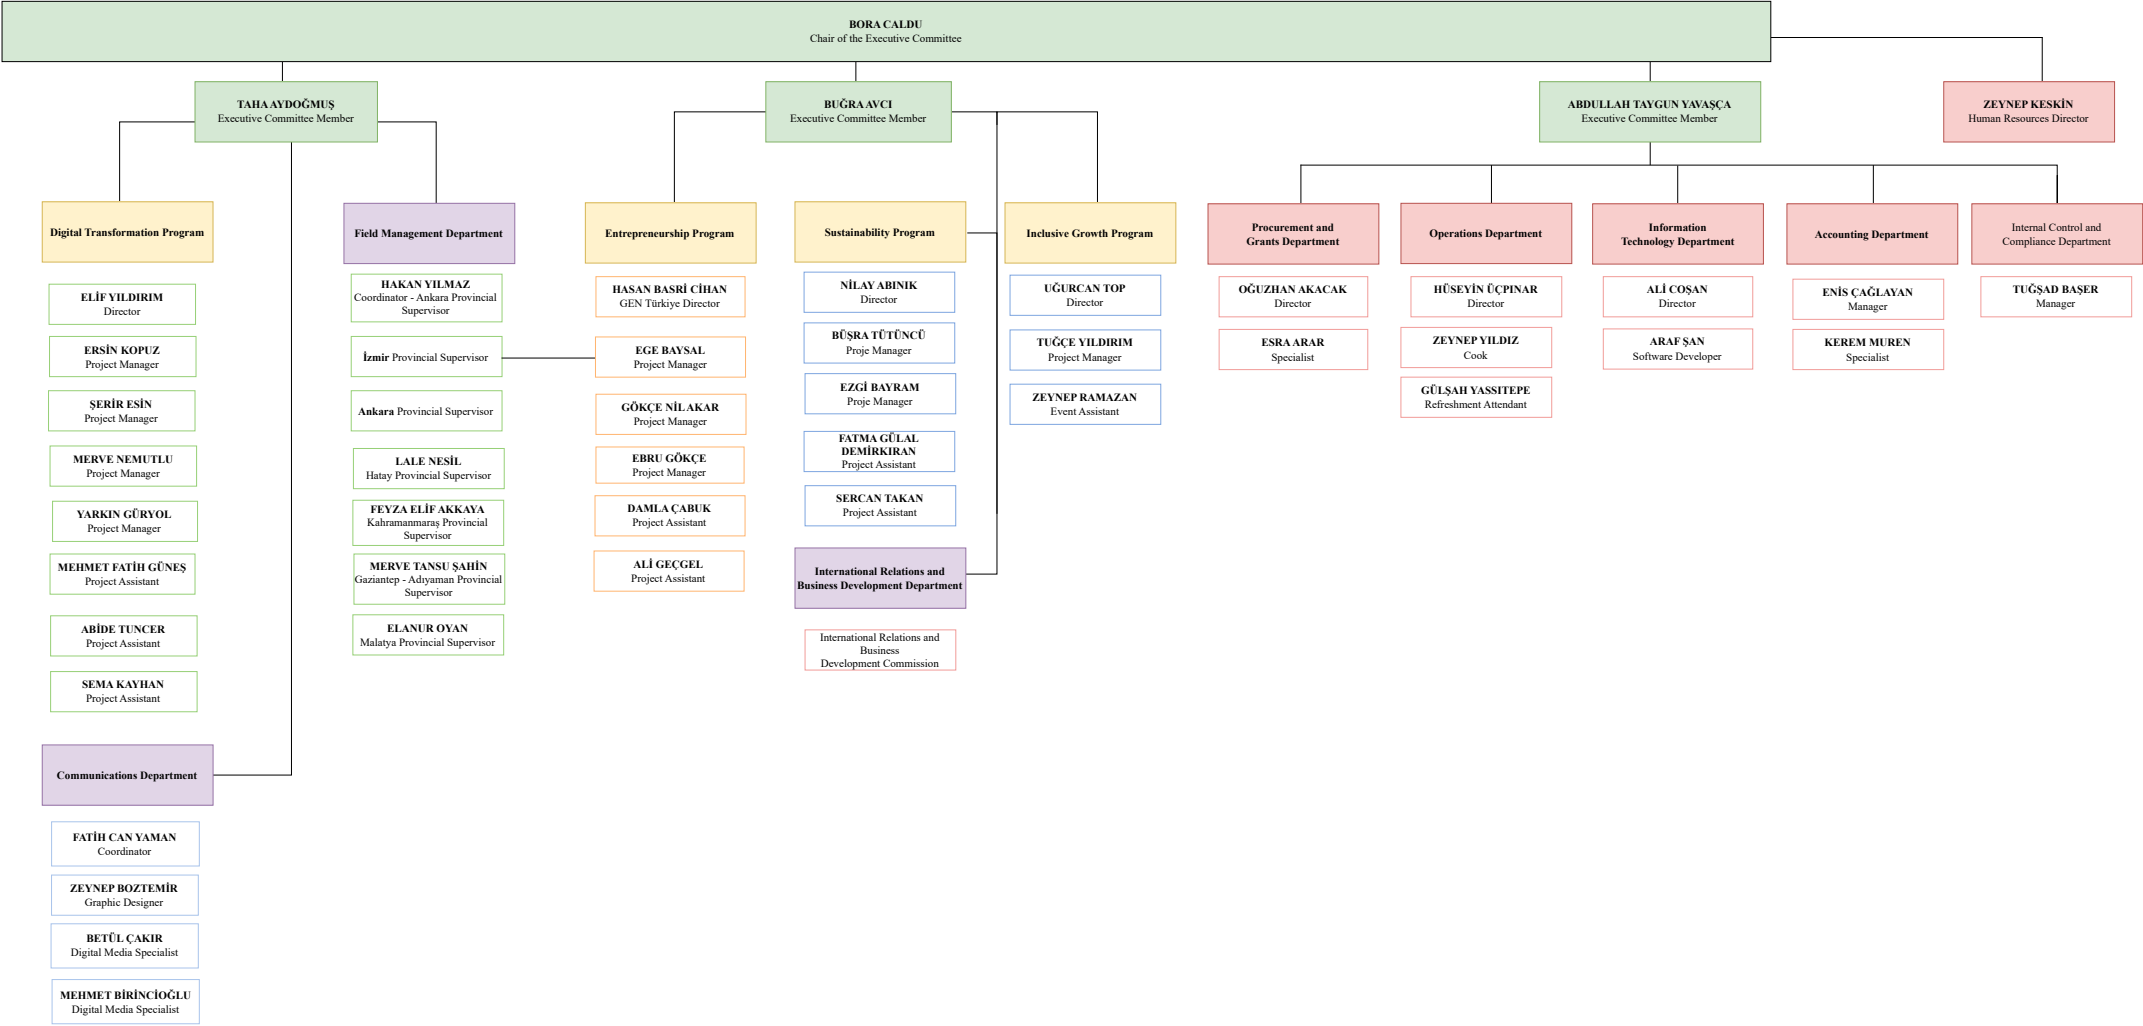 BORA CALDU
Chair of the Executive Committee
TAHA AYDOĞMUŞ
Executive Committee Member
BUĞRA AVCI
Executive Committee Member
ABDULLAH TAYGUN YAVAŞÇA
Executive Committee Member
ZEYNEP KESKİN
Human Resources Director
Digital Transformation Program
ELİF YILDIRIM
Director
ERSİN KOPUZ
Project Manager
ŞERİR ESİN
Project Manager
MERVE NEMUTLU
Project Manager
YARKIN GÜRYOL
Project Manager
MEHMET FATİH GÜNEŞ
Project Assistant
ABİDE TUNCER
Project Assistant
SEMA KAYHAN
Project Assistant
Communications Department
FATİH CAN YAMAN
Coordinator
ZEYNEP BOZTEMİR
Graphic Designer
BETÜL ÇAKIR
Digital Media Specialist
MEHMET BİRİNCİOĞLU
Digital Media Specialist
Field Management Department
HAKAN YILMAZ
Coordinator - Ankara Provincial
Supervisor
İzmir Provincial Supervisor
Ankara Provincial Supervisor
LALE NESİL
Hatay Provincial Supervisor
FEYZA ELİF AKKAYA
Kahramanmaraş Provincial
Supervisor
MERVE TANSU ŞAHİN
Gaziantep - Adıyaman Provincial
Supervisor
ELANUR OYAN
Malatya Provincial Supervisor
Entrepreneurship Program
HASAN BASRİ CİHAN
GEN Türkiye Director
EGE BAYSAL
Project Manager
GÖKÇE NİL AKAR
Project Manager
EBRU GÖKÇE
Project Manager
DAMLA ÇABUK
Project Assistant
ALİ GEÇGEL
Project Assistant
Sustainability Program
NİLAY ABINIK
Director
BÜŞRA TÜTÜNCÜ
Proje Manager
EZGİ BAYRAM
Proje Manager
FATMA GÜLAL
DEMİRKIRAN
Project Assistant
SERCAN TAKAN
Project Assistant
International Relations and
Business Development Department
International Relations and
Business
Development Commission
Inclusive Growth Program
UĞURCAN TOP
Director
TUĞÇE YILDIRIM
Project Manager
ZEYNEP RAMAZAN
Event Assistant
Procurement and
Grants Department
OĞUZHAN AKACAK
Director
ESRA ARAR
Specialist
Operations Department
HÜSEYİN ÜÇPINAR
Director
ZEYNEP YILDIZ
Cook
GÜLŞAH YASSITEPE
Refreshment Attendant
Information
Technology Department
ALİ COŞAN
Director
ARAF ŞAN
Software Developer
Accounting Department
ENİS ÇAĞLAYAN
Manager
KEREM MUREN
Specialist
Internal Control and
Compliance Department
TUĞŞAD BAŞER
Manager